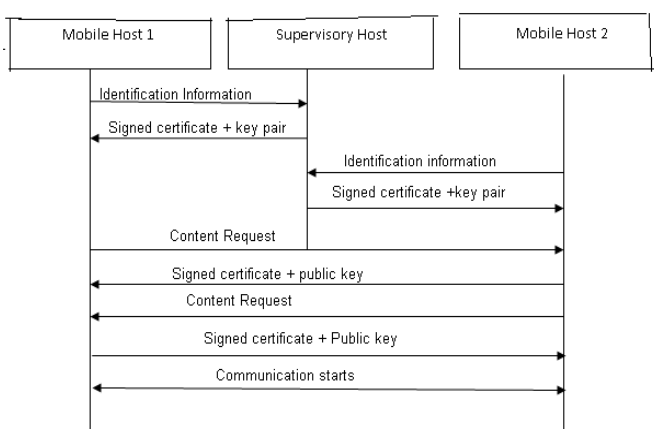 Mobile Host 1
Supervisory Host
Mobile Host 2
Identification Information
Signed certificate + key pair
Identification information
Signed certificate +key pair
Content Request
Signed certificate + public key
Content Request
Signed certificate + Public key
Communication starts